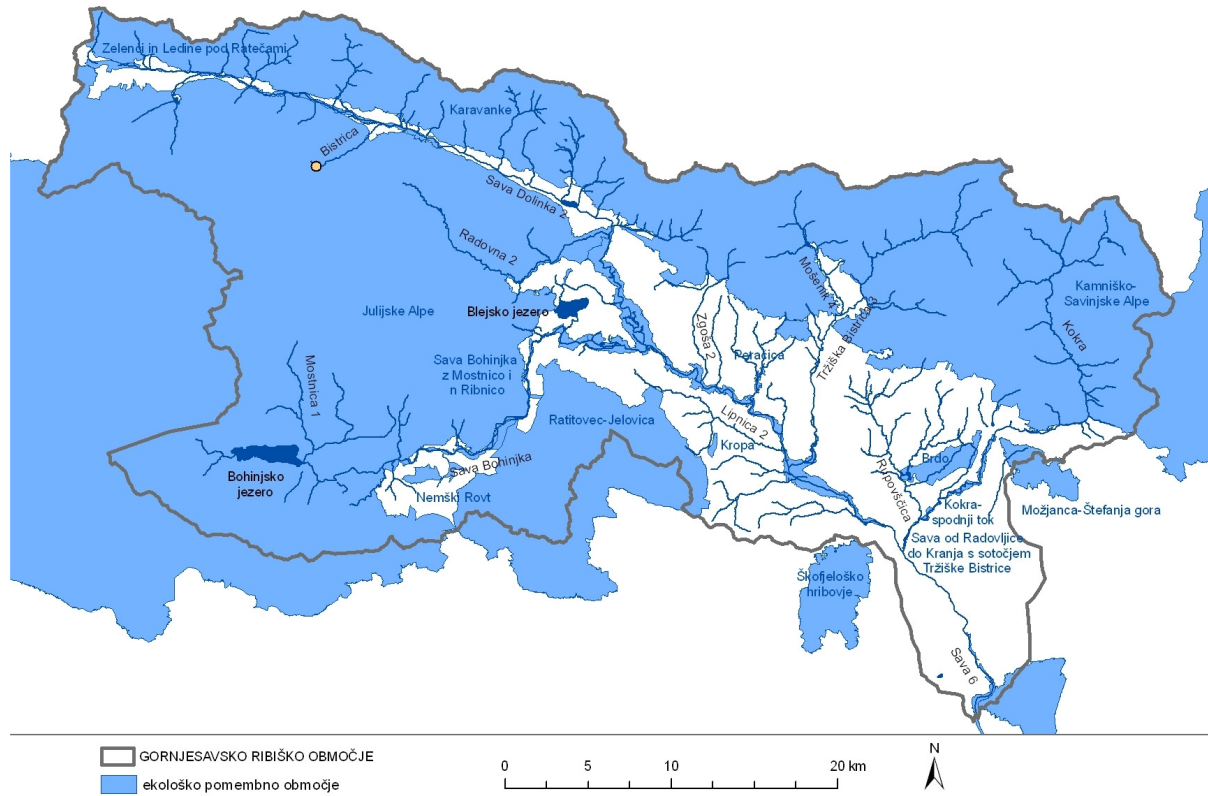 Zelenci in Ledine pod Ratečami
Karavanke
Bistrica
Sava Dolinka 2
Radovna 2
Mošenik 4
Kamniško-
Savinjske Alpe
Julijske Alpe
Blejsko jezero
Zgoša 2
Peračica
Tržiška Bistrica 3
Kokra
Sava Bohinjka
z Mostnico i
n Ribnico
Mostnica 1
Ratitovec-Jelovica
Lipnica 2
Kropa
Bohinjsko
jezero
Sava Bohinjka
Nemški Rovt
Rupovščica
Brdo
Kokra-
spodnji tok
Možjanca-Štefanja gora
Sava od Radovljice
do Kranja s sotočjem
Tržiške Bistrice
Škofjeloško
hribovje
Sava 6
GORNJESAVSKO RIBIŠKO OBMOČJE
ekološko pomembno območje
0 5 10 20 km
N